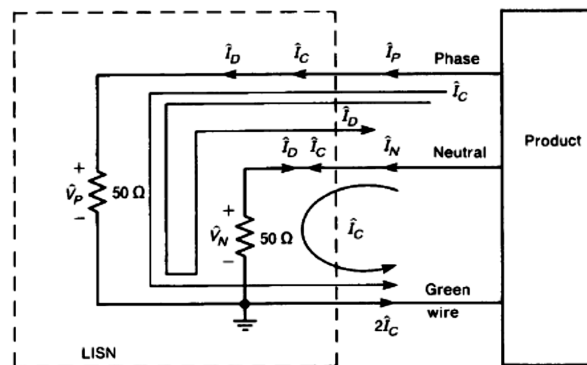 Î_D Î_C Î_P Phase
Î_C
Î_D
Î_D Î_C Î_N Neutral
Product
+
V̂_P 50 Ω
−
+
V̂_N 50 Ω
−
Î_C
Green
wire
2Î_C
LISN